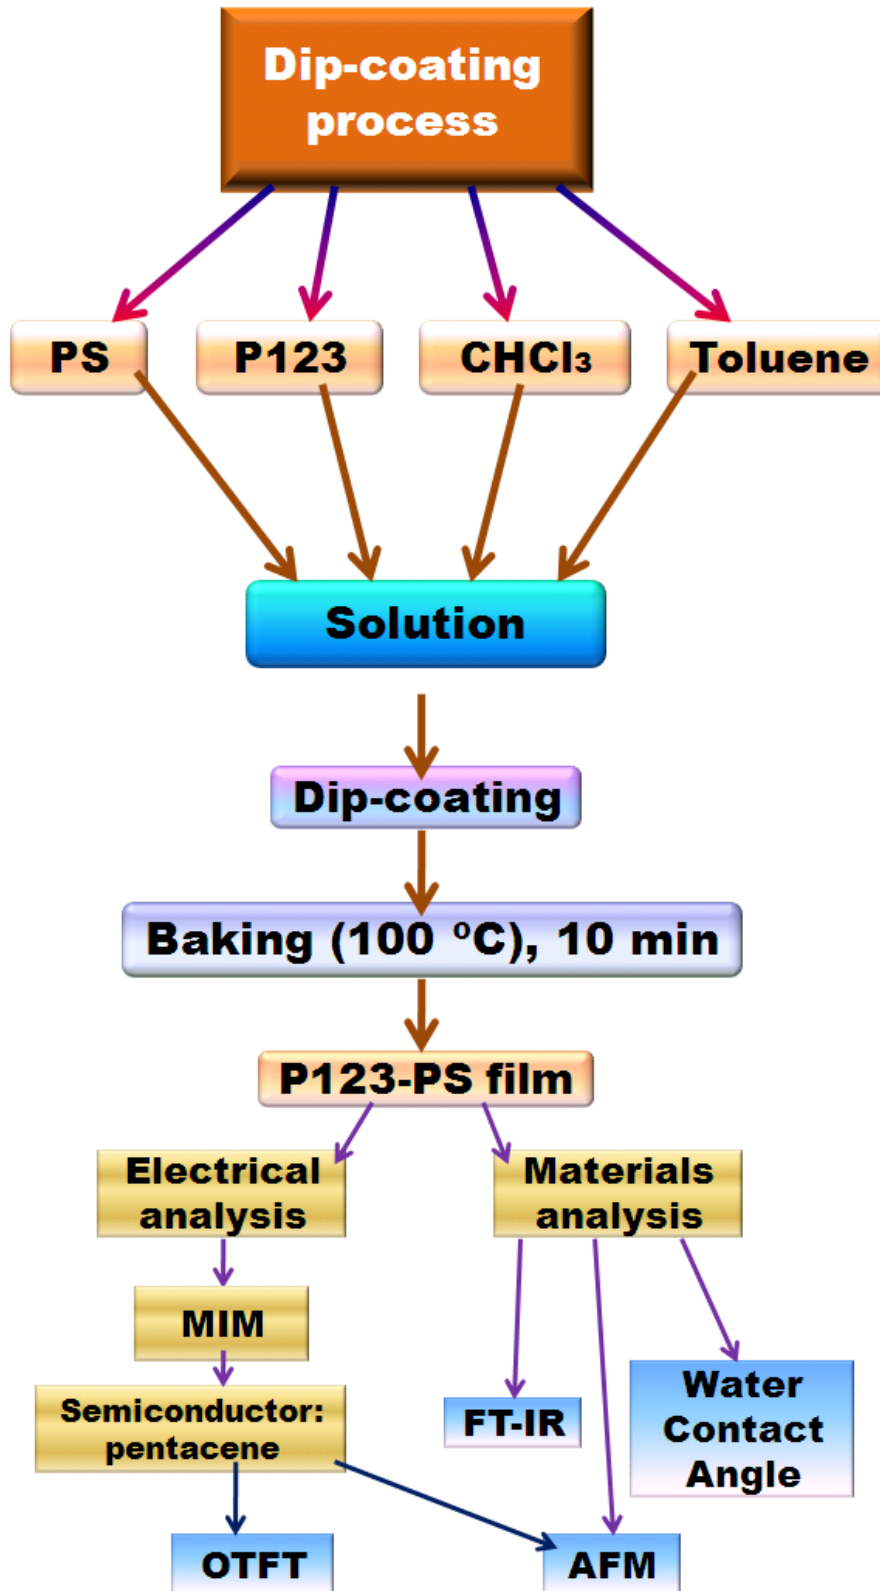 Dip-coating
process
PS
P123
CHCl₃
Toluene
Solution
Dip-coating
Baking (100 ºC), 10 min
P123-PS film
Electrical
analysis
Materials
analysis
MIM
Semiconductor:
pentacene
FT-IR
Water
Contact
Angle
OTFT
AFM